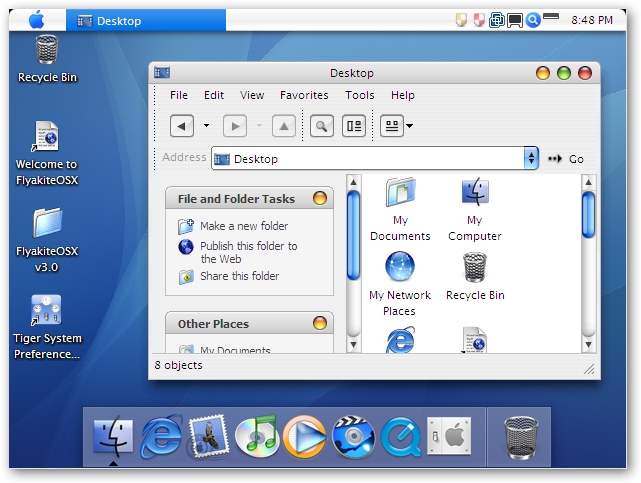 Desktop
8:48 PM
Recycle Bin
Welcome to
FlyakiteOSX
FlyakiteOSX
v3.0
Tiger System
Preference...
Desktop
File Edit View Favorites Tools Help
Address Desktop Go
File and Folder Tasks
Make a new folder
Publish this folder to
the Web
Share this folder
Other Places
My Documents
My
Documents
My
Computer
My Network
Places
Recycle Bin
8 objects